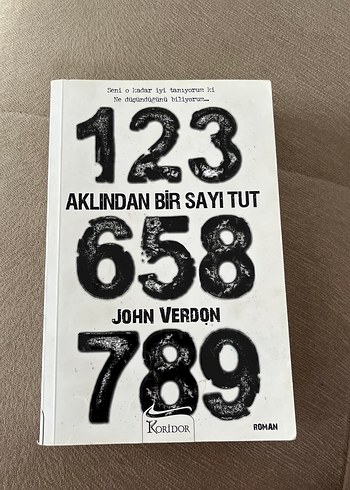 Seni o kadar iyi tanıyorum ki
Ne düşündüğünü biliyorum...
123
AKLINDAN BİR SAYI TUT
658
JOHN VERDON
789
KORİDOR
ROMAN